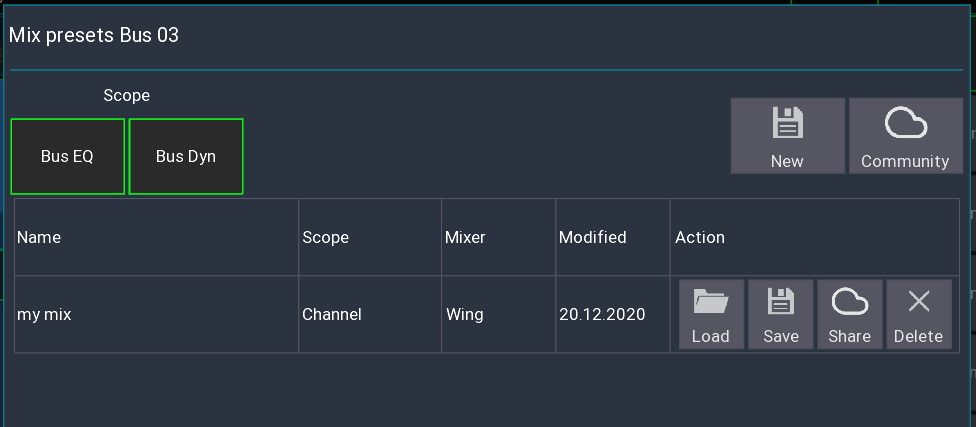 Mix presets Bus 03
Scope
Bus EQ Bus Dyn
New Community
Name Scope Mixer Modified Action
my mix Channel Wing 20.12.2020
Load Save Share Delete